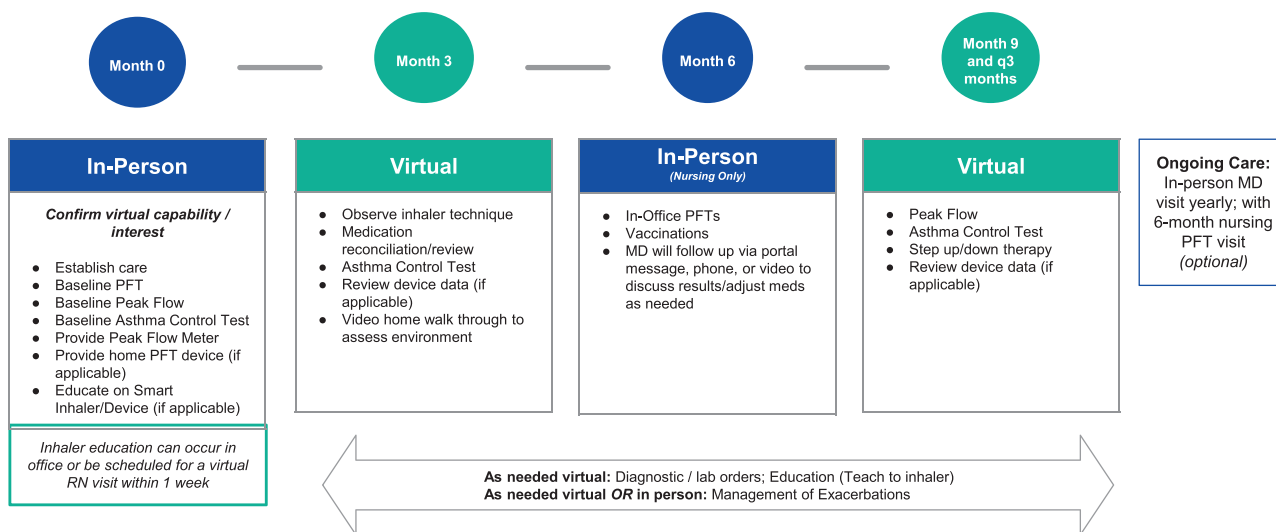 Month 0
Month 3
Month 6
Month 9
and q3
months
In-Person
Confirm virtual capability /
interest
● Establish care
● Baseline PFT
● Baseline Peak Flow
● Baseline Asthma Control Test
● Provide Peak Flow Meter
● Provide home PFT device (if
applicable)
● Educate on Smart
Inhaler/Device (if applicable)
Inhaler education can occur in
office or be scheduled for a virtual
RN visit within 1 week
Virtual
● Observe inhaler technique
● Medication
reconciliation/review
● Asthma Control Test
● Review device data (if
applicable)
● Video home walk through to
assess environment
In-Person
(Nursing Only)
● In-Office PFTs
● Vaccinations
● MD will follow up via portal
message, phone, or video to
discuss results/adjust meds
as needed
Virtual
● Peak Flow
● Asthma Control Test
● Step up/down therapy
● Review device data (if
applicable)
Ongoing Care:
In-person MD
visit yearly; with
6-month nursing
PFT visit
(optional)
As needed virtual: Diagnostic / lab orders; Education (Teach to inhaler)
As needed virtual OR in person: Management of Exacerbations